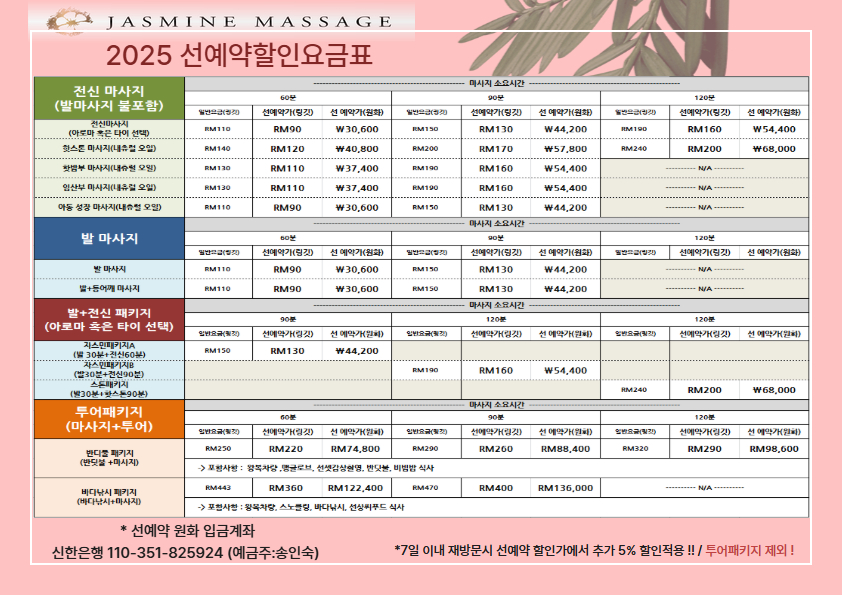 JASMINE MASSAGE
2025 선예약할인요금표
전신 마사지
(발마사지 불포함)
마사지 소요시간
60분 90분 120분
일반요금(링깃) 선예약가(링깃) 선 예약가(원화) 일반요금(링깃) 선예약가(링깃) 선 예약가(원화) 일반요금(링깃) 선예약가(링깃) 선 예약가(원화)
전신마사지
(아로마 혹은 타이 선택)
RM110 RM90 ₩30,600 RM150 RM130 ₩44,200 RM190 RM160 ₩54,400
핫스톤 마사지(내츄럴 오일) RM140 RM120 ₩40,800 RM200 RM170 ₩57,800 RM240 RM200 ₩68,000
핫뱀부 마사지(내츄럴 오일) RM130 RM110 ₩37,400 RM190 RM160 ₩54,400 ---------- N/A ----------
임산부 마사지(내츄럴 오일) RM130 RM110 ₩37,400 RM190 RM160 ₩54,400 ---------- N/A ----------
아동 성장 마사지(내츄럴 오일) RM110 RM90 ₩30,600 RM150 RM130 ₩44,200 ---------- N/A ----------
발 마사지
마사지 소요시간
60분 90분 120분
일반요금(링깃) 선예약가(링깃) 선 예약가(원화) 일반요금(링깃) 선예약가(링깃) 선 예약가(원화) 일반요금(링깃) 선예약가(링깃) 선 예약가(원화)
발 마사지 RM110 RM90 ₩30,600 RM150 RM130 ₩44,200 ---------- N/A ----------
발+등어깨 마사지 RM110 RM90 ₩30,600 RM150 RM130 ₩44,200 ---------- N/A ----------
발+전신 패키지
(아로마 혹은 타이 선택)
마사지 소요시간
90분 120분 120분
일반요금(링깃) 선예약가(링깃) 선 예약가(원화) 일반요금(링깃) 선예약가(링깃) 선 예약가(원화) 일반요금(링깃) 선예약가(링깃) 선 예약가(원화)
자스민패키지A
(발 30분+전신60분)
RM150 RM130 ₩44,200
자스민패키지B
(발30분+전신90분)
RM190 RM160 ₩54,400
스톤패키지
(발30분+핫스톤90분)
RM240 RM200 ₩68,000
투어패키지
(마사지+투어)
마사지 소요시간
60분 90분 120분
일반요금(링깃) 선예약가(링깃) 선 예약가(원화) 일반요금(링깃) 선예약가(링깃) 선 예약가(원화) 일반요금(링깃) 선예약가(링깃) 선 예약가(원화)
반디불 패키지
(반딧불 +마사지)
RM250 RM220 RM74,800 RM290 RM260 RM88,400 RM320 RM290 RM98,600
-> 포함사항 : 왕복차량 ,맹글로브, 선셋감상촬영, 반딧불, 비빔밥 식사
바다낚시 패키지
(바다낚시+마사지)
RM443 RM360 RM122,400 RM470 RM400 RM136,000 ---------- N/A ----------
-> 포함사항 : 왕복차량, 스노쿨링, 바다낚시, 선상씨푸드 식사
* 선예약 원화 입금계좌
신한은행 110-351-825924 (예금주:송인숙)
*7일 이내 재방문시 선예약 할인가에서 추가 5% 할인적용 !! / 투어패키지 제외 !